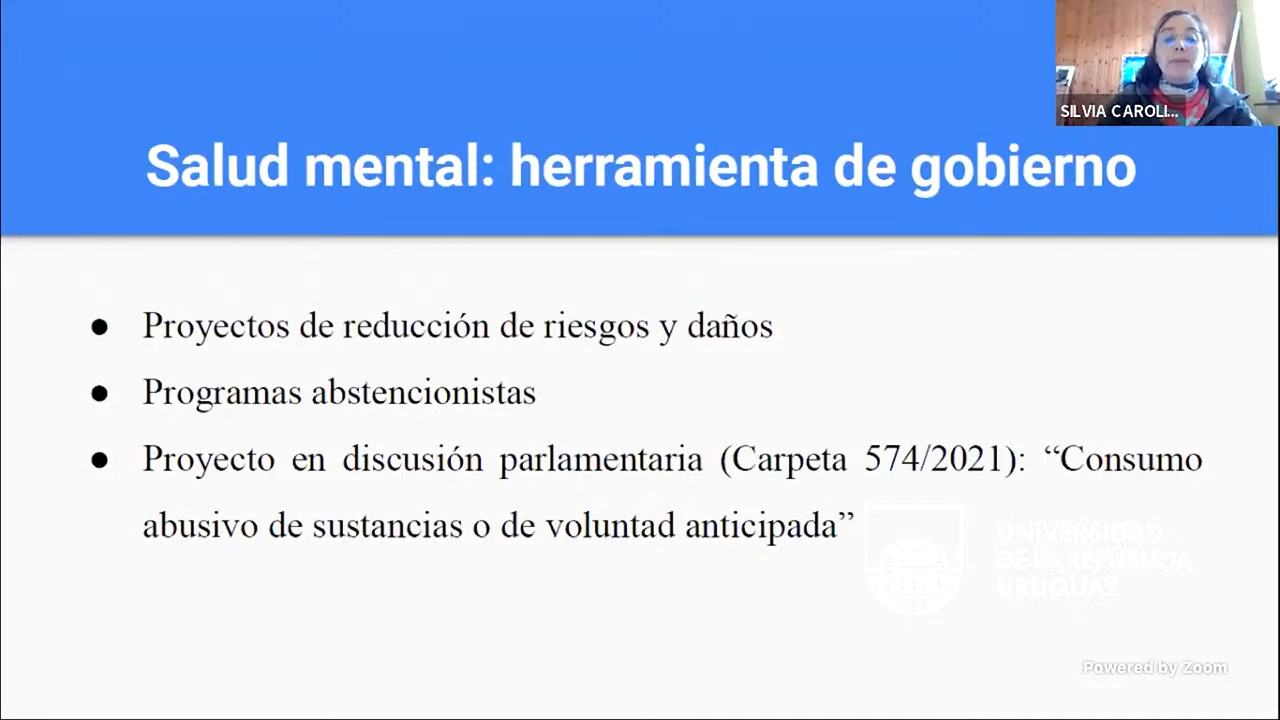 SILVIA CAROLI...
Salud mental: herramienta de gobierno
● Proyectos de reducción de riesgos y daños
● Programas abstencionistas
● Proyecto en discusión parlamentaria (Carpeta 574/2021): “Consumo
abusivo de sustancias o de voluntad anticipada”
UNIVERSIDAD
DE LA REPÚBLICA
URUGUAY
Powered by Zoom